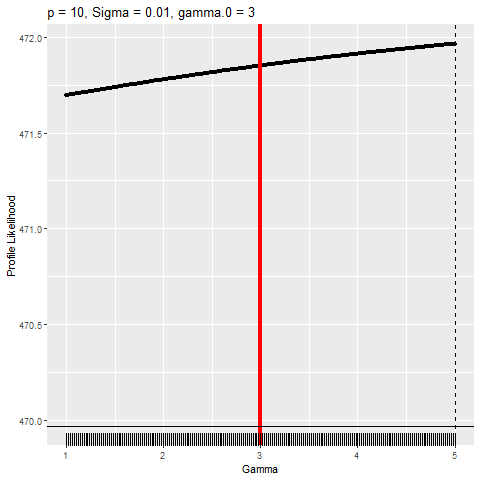 p = 10, Sigma = 0.01, gamma.0 = 3
Profile Likelihood
472.0
471.5
471.0
470.5
470.0
1 2 3 4 5
Gamma